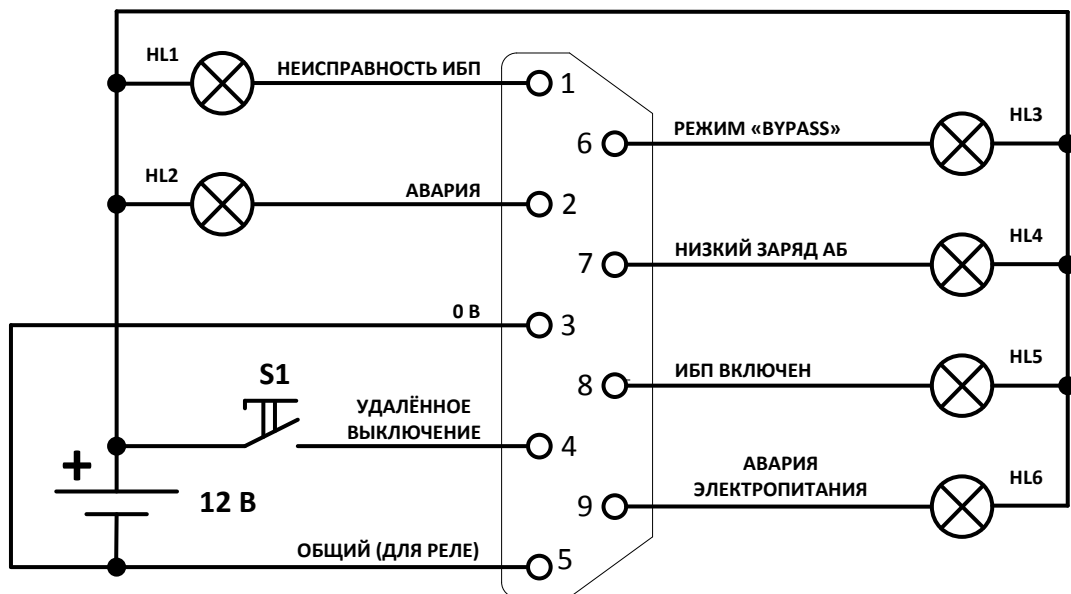 HL1
НЕИСПРАВНОСТЬ ИБП
1
6
РЕЖИМ «BYPASS»
HL3
HL2
АВАРИЯ
2
7
НИЗКИЙ ЗАРЯД АБ
HL4
0 В
3
8
ИБП ВКЛЮЧЕН
HL5
S1
УДАЛЁННОЕ
ВЫКЛЮЧЕНИЕ
4
+
12 В
9
АВАРИЯ
ЭЛЕКТРОПИТАНИЯ
HL6
ОБЩИЙ (ДЛЯ РЕЛЕ)
5